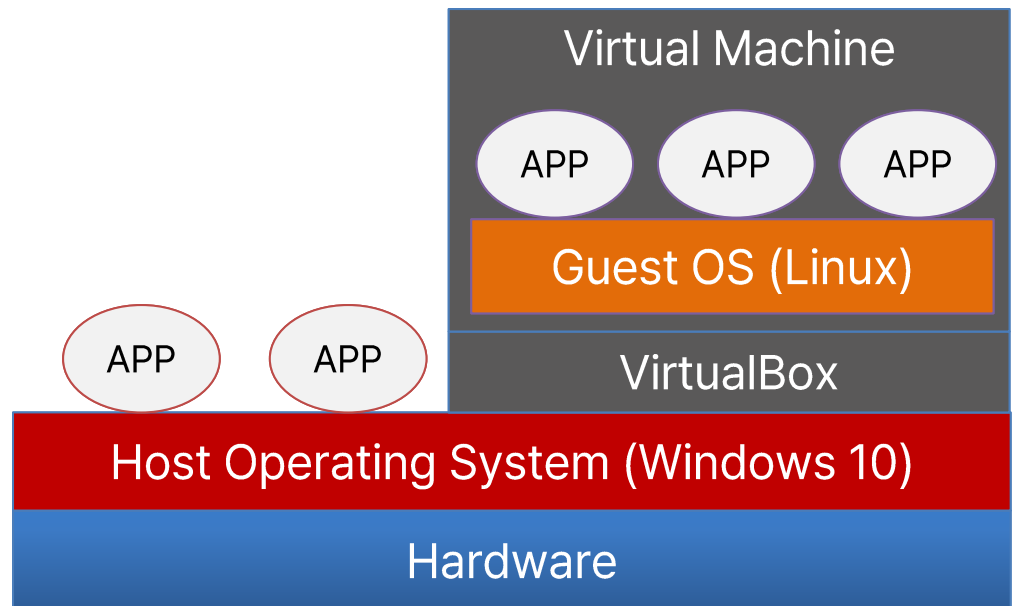 Virtual Machine
APP APP APP
Guest OS (Linux)
APP APP
VirtualBox
Host Operating System (Windows 10)
Hardware